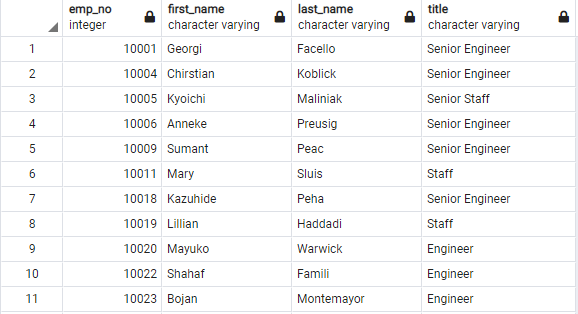 emp_no first_name last_name title
integer character varying character varying character varying
1 10001 Georgi Facello Senior Engineer
2 10004 Chirstian Koblick Senior Engineer
3 10005 Kyoichi Maliniak Senior Staff
4 10006 Anneke Preusig Senior Engineer
5 10009 Sumant Peac Senior Engineer
6 10011 Mary Sluis Staff
7 10018 Kazuhide Peha Senior Engineer
8 10019 Lillian Haddadi Staff
9 10020 Mayuko Warwick Engineer
10 10022 Shahaf Famili Engineer
11 10023 Bojan Montemayor Engineer